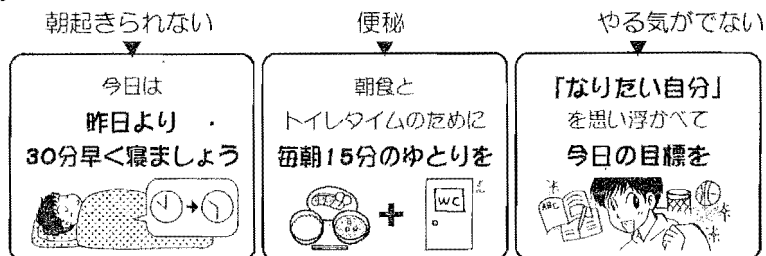 朝起きられない
今日は
昨日より
30分早く寝ましょう
便秘
朝食と
トイレタイムのために
毎朝15分のゆとりを
WC
やる気がでない
「なりたい自分」
を思い浮かべて
今日の目標を
ABC